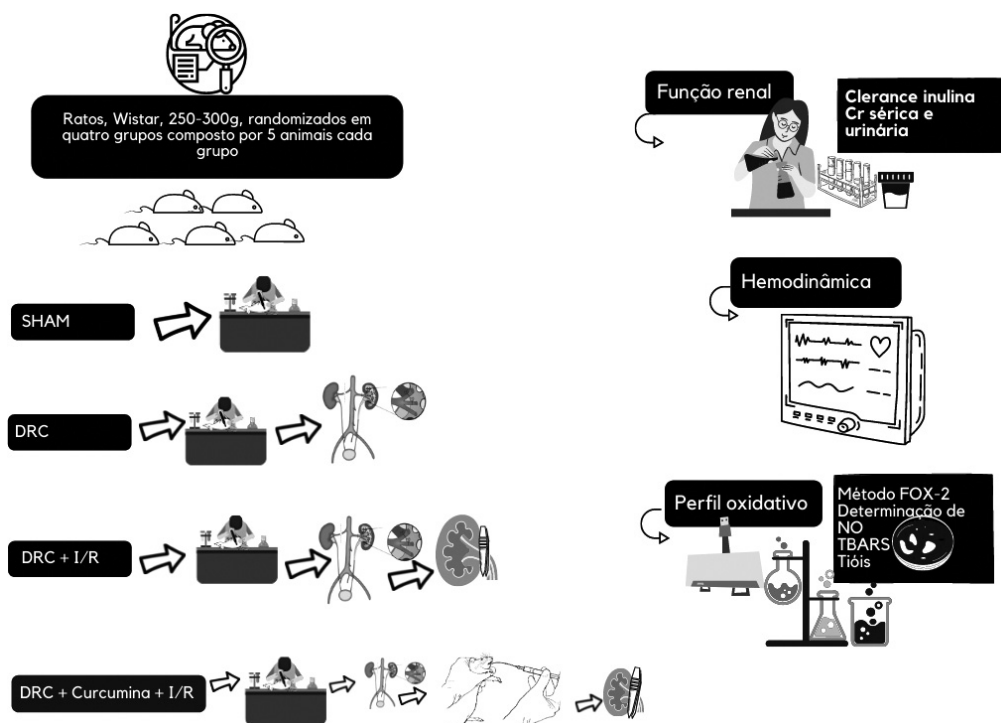 Ratos, Wistar, 250-300g, randomizados em
quatro grupos composto por 5 animais cada
grupo
SHAM
DRC
DRC + I/R
DRC + Curcumina + I/R
Função renal
Clerance inulina
Cr sérica e
urinária
Hemodinâmica
Perfil oxidativo
Método FOX-2
Determinação de
NO
TBARS
Tióis